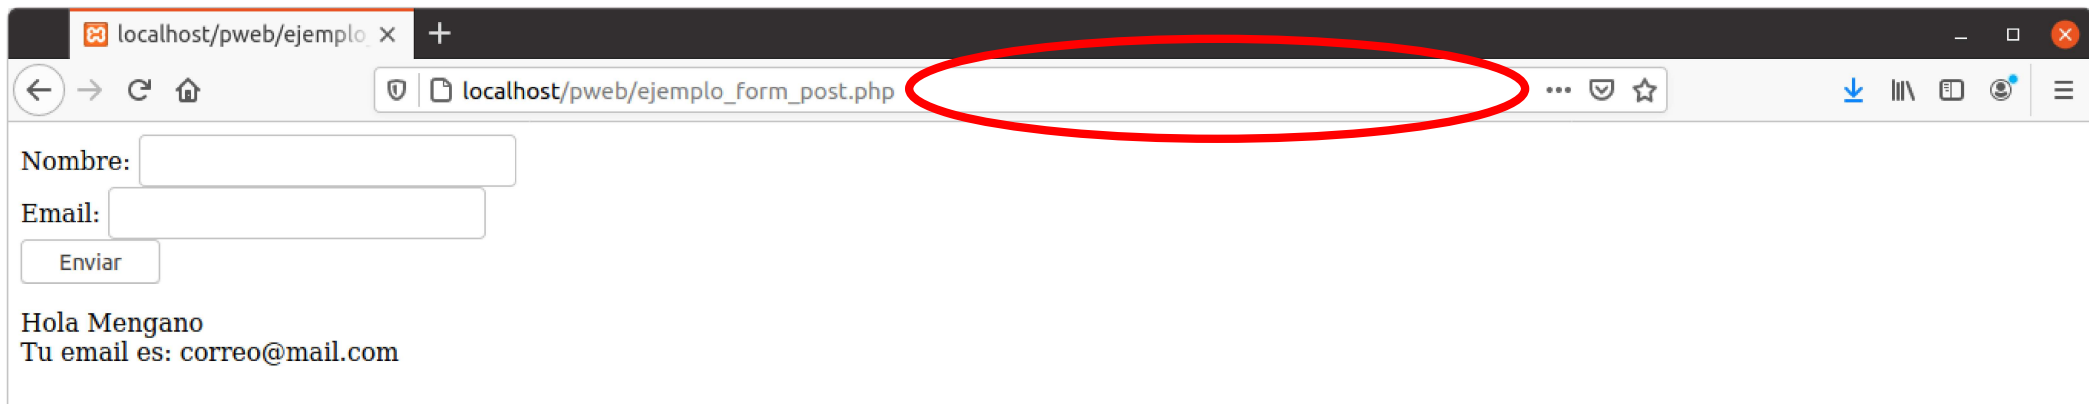 localhost/pweb/ejemplo
localhost/pweb/ejemplo_form_post.php
Nombre:
Email:
Enviar
Hola Mengano
Tu email es: correo@mail.com